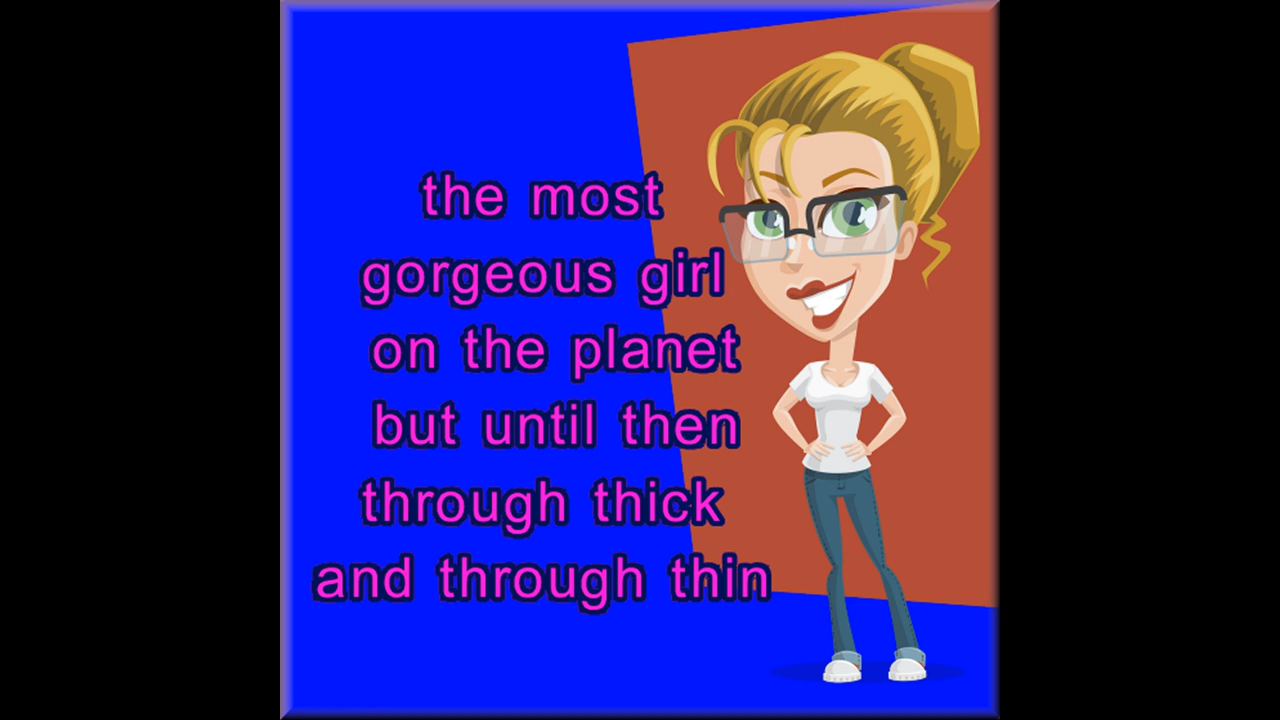 the most
gorgeous girl
on the planet
but until then
through thick
and through thin